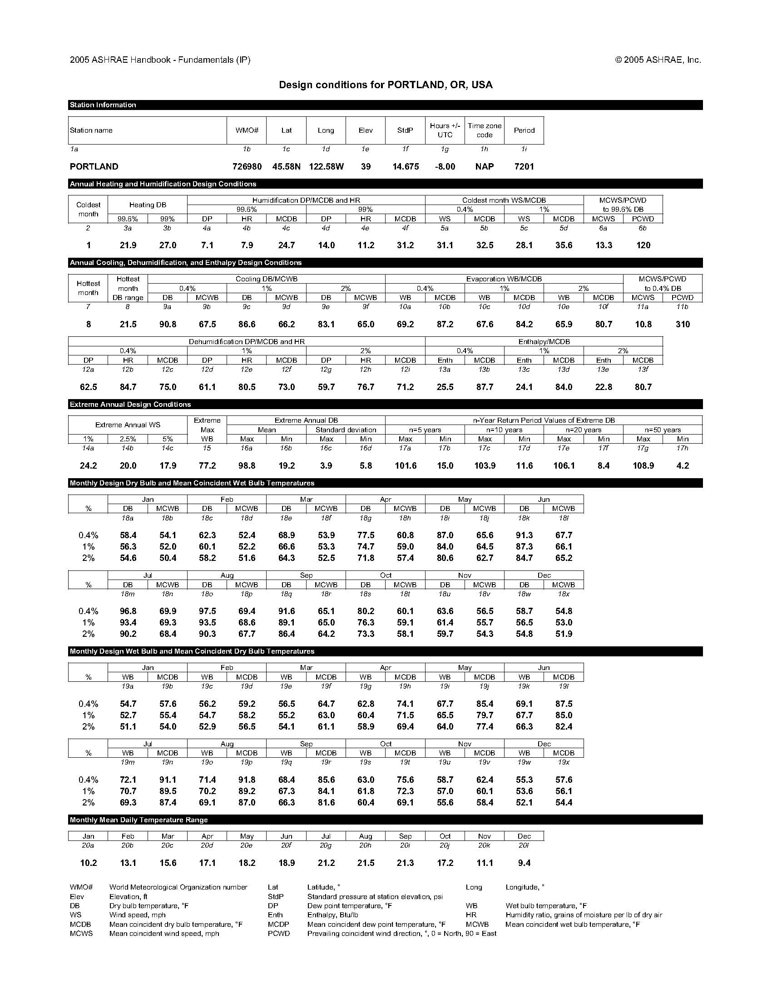 2005 ASHRAE Handbook - Fundamentals (IP) © 2005 ASHRAE, Inc.
Design conditions for PORTLAND, OR, USA
Station Information
Station name WMO# Lat Long Elev StdP Hours +/- UTC Time zone code Period
1a 1b 1c 1d 1e 1f 1g 1h 1i
PORTLAND 726980 45.58N 122.58W 39 14.675 -8.00 NAP 7201
Annual Heating and Humidification Design Conditions
Coldest month Heating DB Humidification DP/MCDB and HR Coldest month WS/MCDB MCWS/PCWD to 99.6% DB
99.6% 99% 0.4% 1%
99.6% 99% DP HR MCDB DP HR MCDB WS MCDB WS MCDB MCWS PCWD
2 3a 3b 4a 4b 4c 4d 4e 4f 5a 5b 5c 5d 6a 6b
1 21.9 27.0 7.1 7.9 24.7 14.0 11.2 31.2 31.1 32.5 28.1 35.6 13.3 120
Annual Cooling, Dehumidification, and Enthalpy Design Conditions
Hottest month Hottest month DB range Cooling DB/MCWB Evaporation WB/MCDB MCWS/PCWD to 0.4% DB
0.4% 1% 2% 0.4% 1% 2%
DB MCWB DB MCWB DB MCWB WB MCDB WB MCDB WB MCDB MCWS PCWD
7 8 9a 9b 9c 9d 9e 9f 10a 10b 10c 10d 10e 10f 11a 11b
8 21.5 90.8 67.5 86.6 66.2 83.1 65.0 69.2 87.2 67.6 84.2 65.9 80.7 10.8 310
Dehumidification DP/MCDB and HR Enthalpy/MCDB
0.4% 1% 2% 0.4% 1% 2%
DP HR MCDB DP HR MCDB DP HR MCDB Enth MCDB Enth MCDB Enth MCDB
12a 12b 12c 12d 12e 12f 12g 12h 12i 13a 13b 13c 13d 13e 13f
62.5 84.7 75.0 61.1 80.5 73.0 59.7 76.7 71.2 25.5 87.7 24.1 84.0 22.8 80.7
Extreme Annual Design Conditions
Extreme Annual WS Extreme Max WB Extreme Annual DB n-Year Return Period Values of Extreme DB
Mean Standard deviation n=5 years n=10 years n=20 years n=50 years
1% 2.5% 5% Max Min Max Min Max Min Max Min Max Min Max Min
14a 14b 14c 15 16a 16b 16c 16d 17a 17b 17c 17d 17e 17f 17g 17h
24.2 20.0 17.9 77.2 98.8 19.2 3.9 5.8 101.6 15.0 103.9 11.6 106.1 8.4 108.9 4.2
Monthly Design Dry Bulb and Mean Coincident Wet Bulb Temperatures
Jan Feb Mar Apr May Jun
% DB MCWB DB MCWB DB MCWB DB MCWB DB MCWB DB MCWB
18a 18b 18c 18d 18e 18f 18g 18h 18i 18j 18k 18l
0.4% 58.4 54.1 62.3 52.4 68.9 53.9 77.5 60.8 87.0 65.6 91.3 67.7
1% 56.3 52.0 60.1 52.2 66.6 53.3 74.7 59.0 84.0 64.5 87.3 66.1
2% 54.6 50.4 58.2 51.6 64.3 52.5 71.8 57.4 80.6 62.7 84.7 65.2
Jul Aug Sep Oct Nov Dec
% DB MCWB DB MCWB DB MCWB DB MCWB DB MCWB DB MCWB
18m 18n 18o 18p 18q 18r 18s 18t 18u 18v 18w 18x
0.4% 96.8 69.9 97.5 69.4 91.6 65.1 80.2 60.1 63.6 56.5 58.7 54.8
1% 93.4 69.3 93.5 68.6 89.1 65.0 76.3 59.1 61.4 55.7 56.5 53.0
2% 90.2 68.4 90.3 67.7 86.4 64.2 73.3 58.1 59.7 54.3 54.8 51.9
Monthly Design Wet Bulb and Mean Coincident Dry Bulb Temperatures
Jan Feb Mar Apr May Jun
% WB MCDB WB MCDB WB MCDB WB MCDB WB MCDB WB MCDB
19a 19b 19c 19d 19e 19f 19g 19h 19i 19j 19k 19l
0.4% 54.7 57.6 56.2 59.2 56.5 64.7 62.8 74.1 67.7 85.4 69.1 87.5
1% 52.7 55.4 54.7 58.2 55.2 63.0 60.4 71.5 65.5 79.7 67.7 85.0
2% 51.1 54.0 52.9 56.5 54.1 61.1 58.9 69.4 64.0 77.4 66.3 82.4
Jul Aug Sep Oct Nov Dec
% WB MCDB WB MCDB WB MCDB WB MCDB WB MCDB WB MCDB
19m 19n 19o 19p 19q 19r 19s 19t 19u 19v 19w 19x
0.4% 72.1 91.1 71.4 91.8 68.4 85.6 63.0 75.6 58.7 62.4 55.3 57.6
1% 70.7 89.5 70.2 89.2 67.3 84.1 61.8 72.3 57.0 60.1 53.6 56.1
2% 69.3 87.4 69.1 87.0 66.3 81.6 60.4 69.1 55.6 58.4 52.1 54.4
Monthly Mean Daily Temperature Range
Jan Feb Mar Apr May Jun Jul Aug Sep Oct Nov Dec
20a 20b 20c 20d 20e 20f 20g 20h 20i 20j 20k 20l
10.2 13.1 15.6 17.1 18.2 18.9 21.2 21.5 21.3 17.2 11.1 9.4
WMO# World Meteorological Organization number Lat Latitude, ° Long Longitude, °
Elev Elevation, ft StdP Standard pressure at station elevation, psi
DB Dry bulb temperature, °F DP Dew point temperature, °F WB Wet bulb temperature, °F
WS Wind speed, mph Enth Enthalpy, Btu/lb HR Humidity ratio, grains of moisture per lb of dry air
MCDB Mean coincident dry bulb temperature, °F MCDP Mean coincident dew point temperature, °F MCWB Mean coincident wet bulb temperature, °F
MCWS Mean coincident wind speed, mph PCWD Prevailing coincident wind direction, °, 0 = North, 90 = East